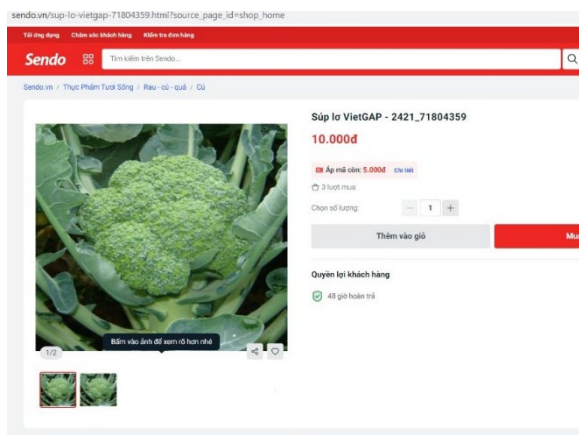 sendo.vn/sup-lo-vietgap-71804359.html?source_page_id=shop_home
Tải ứng dụng Chăm sóc khách hàng Kiểm tra đơn hàng
Sendo Tìm kiếm trên Sendo...
Sendo.vn / Thực Phẩm Tươi Sống / Rau - củ - quả / Củ
Súp lơ VietGAP - 2421_71804359
10.000đ
Áp mã còn: 5.000đ Chi tiết
3 lượt mua
Chọn số lượng: 1
Thêm vào giỏ
Quyền lợi khách hàng
48 giờ hoàn trả
Bấm vào ảnh để xem rõ hơn nhé
1/2